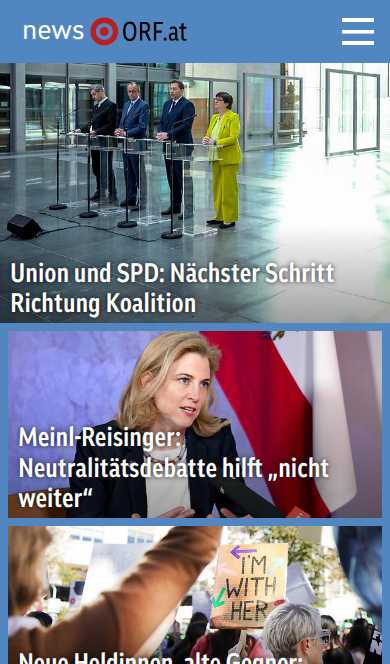 news ORF.at
Union und SPD: Nächster Schritt
Richtung Koalition
Meinl-Reisinger:
Neutralitätsdebatte hilft „nicht
weiter“
I'M
WITH
HER
Neue Heldinnen, alte Gegner: